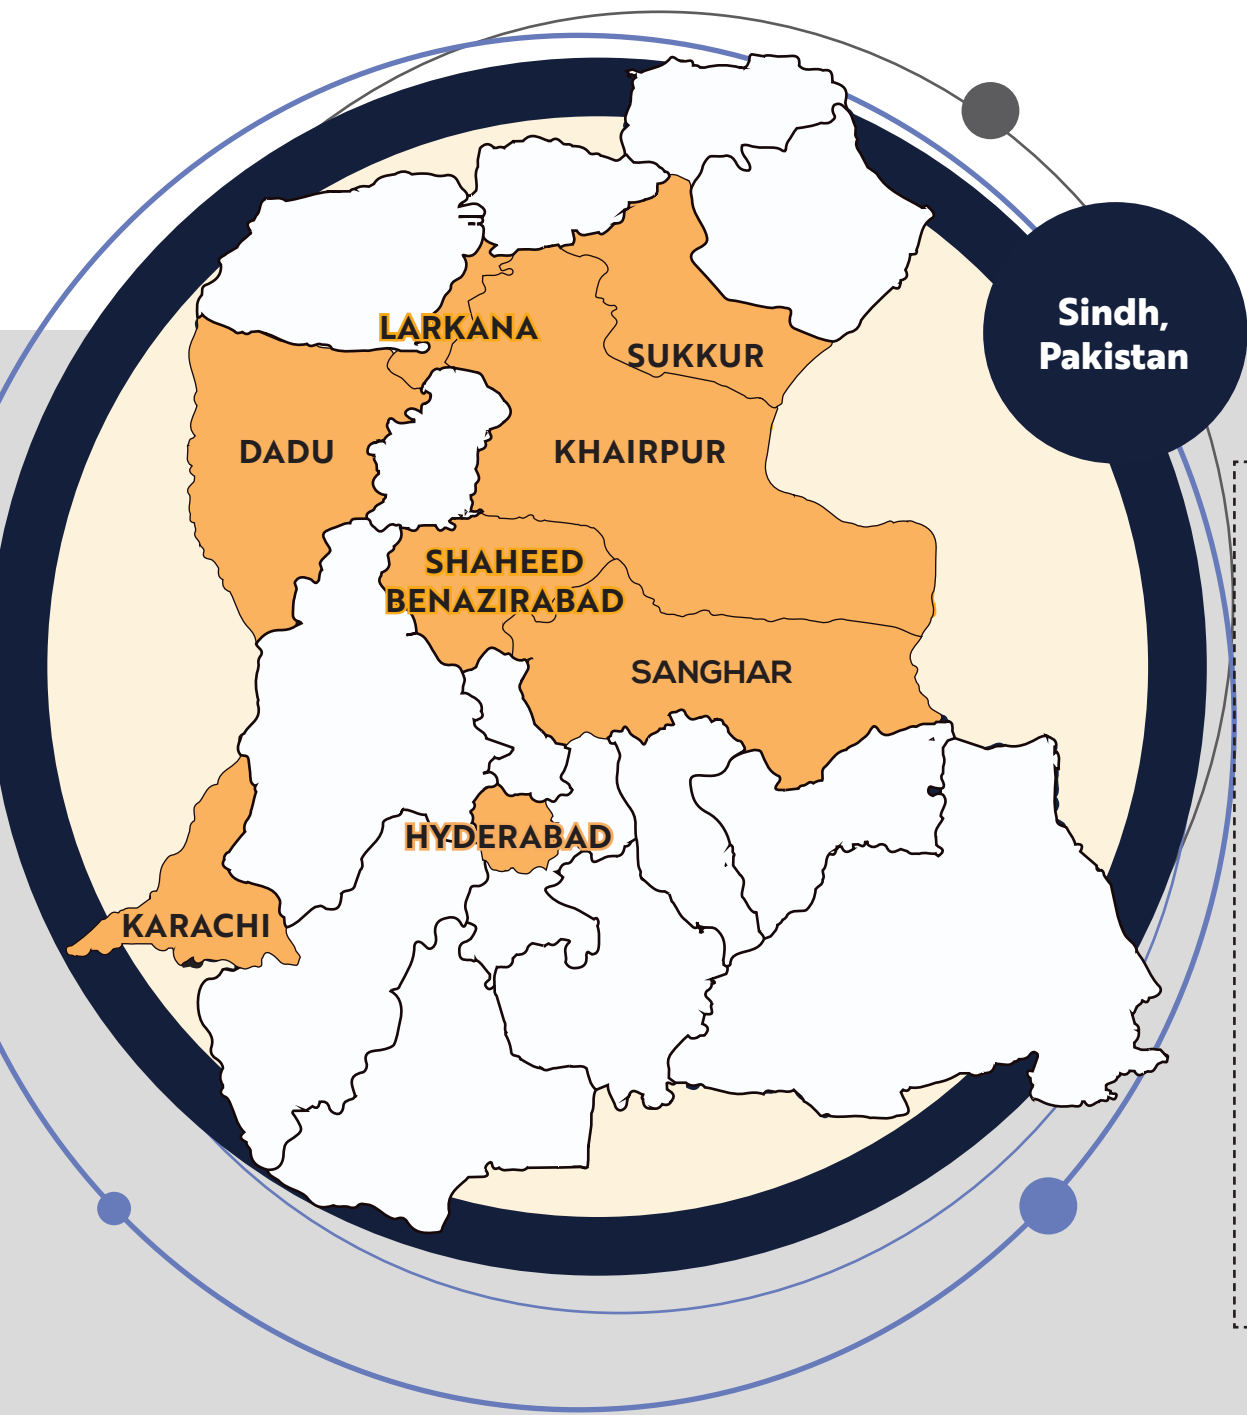 Sindh,
Pakistan
LARKANA
SUKKUR
DADU
KHAIRPUR
SHAHEED
BENAZIRABAD
SANGHAR
HYDERABAD
KARACHI